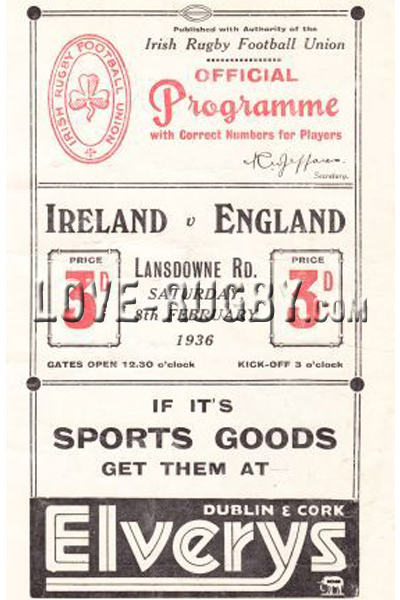 Published with Authority of the
Irish Rugby Football Union
IRISH RUGBY FOOTBALL UNION
OFFICIAL
Programme
with Correct Numbers for Players
Secretary.
IRELAND v ENGLAND
PRICE
3D
LANSDOWNE RD.
SATURDAY
8TH FEBRUARY
1936
PRICE
3D
LOVE-RUGBY.COM
GATES OPEN 12.30 o'clock
KICK-OFF 3 o'clock
IF IT'S
SPORTS GOODS
GET THEM AT
DUBLIN & CORK
Elverys